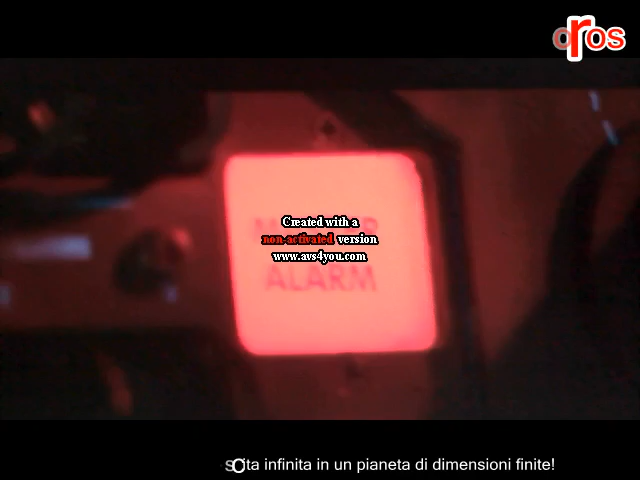 oros
Created with a
non-activated version
www.avs4you.com
ALARM
infinita in un pianeta di dimensioni finite!